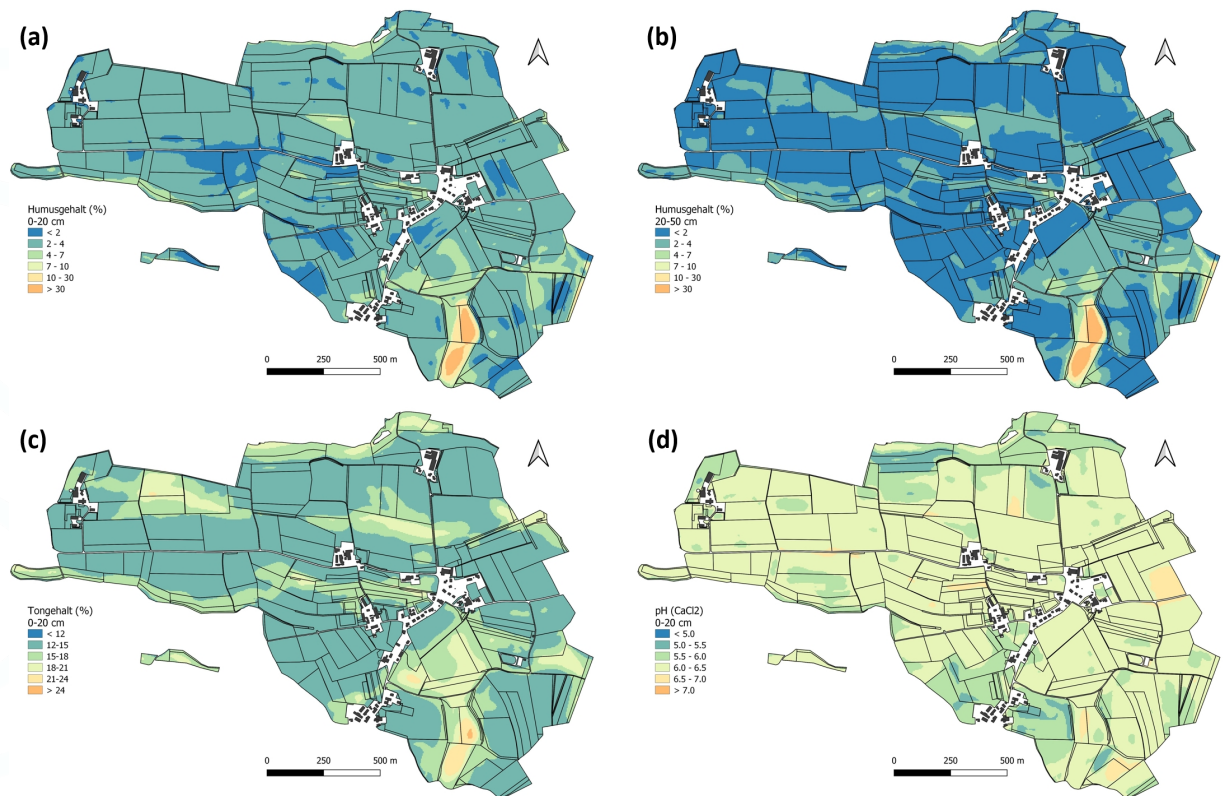 (a)
Humusgehalt (%)
0-20 cm
< 2
2 - 4
4 - 7
7 - 10
10 - 30
> 30
0 250 500 m
(b)
Humusgehalt (%)
20-50 cm
< 2
2 - 4
4 - 7
7 - 10
10 - 30
> 30
0 250 500 m
(c)
Tongehalt (%)
0-20 cm
< 12
12-15
15-18
18-21
21-24
> 24
0 250 500 m
(d)
pH (CaCl2)
0-20 cm
< 5.0
5.0 - 5.5
5.5 - 6.0
6.0 - 6.5
6.5 - 7.0
> 7.0
0 250 500 m